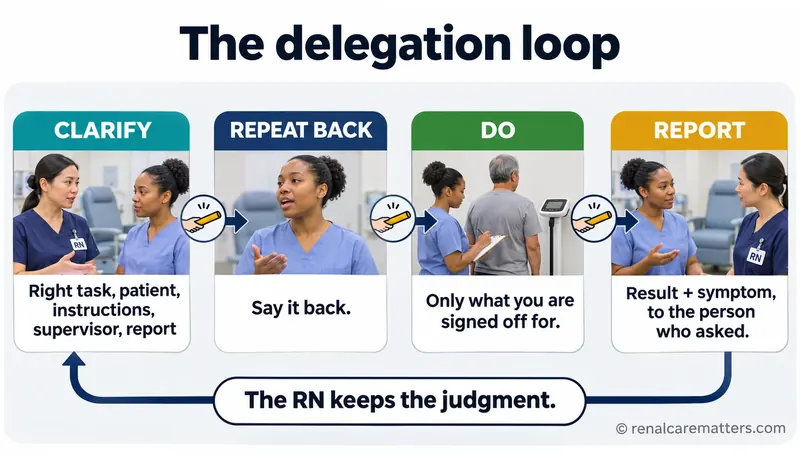 The delegation loop
CLARIFY
RN
Right task, patient,
instructions,
supervisor, report
REPEAT BACK
Say it back.
DO
Only what you are
signed off for.
REPORT
RN
Result + symptom,
to the person
who asked.
The RN keeps the judgment.
© renalcarematters.com